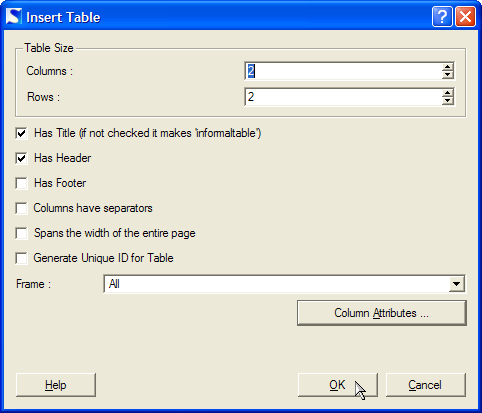 Insert Table
Table Size
Columns : 2
Rows : 2
Has Title (if not checked it makes 'informaltable')
Has Header
Has Footer
Columns have separators
Spans the width of the entire page
Generate Unique ID for Table
Frame : All
Column Attributes ...
Help OK Cancel